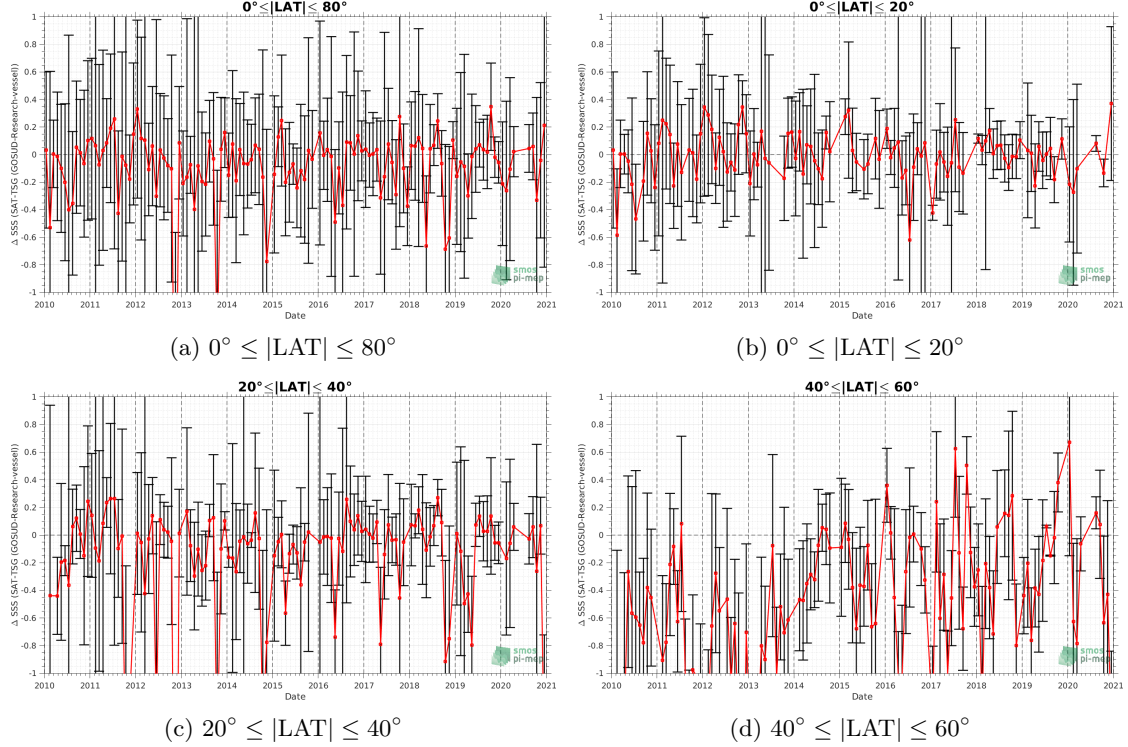 0°≤|LAT|≤ 80°
Δ SSS (SAT-TSG (GOSUD-Research-vessel))
1
0.8
0.6
0.4
0.2
0
-0.2
-0.4
-0.6
-0.8
-1
smos
pi-mep
2010 2011 2012 2013 2014 2015 2016 2017 2018 2019 2020 2021
Date
(a) 0° ≤ |LAT| ≤ 80°
0°≤|LAT|≤ 20°
Δ SSS (SAT-TSG (GOSUD-Research-vessel))
1
0.8
0.6
0.4
0.2
0
-0.2
-0.4
-0.6
-0.8
-1
smos
pi-mep
2010 2011 2012 2013 2014 2015 2016 2017 2018 2019 2020 2021
Date
(b) 0° ≤ |LAT| ≤ 20°
20°≤|LAT|≤ 40°
Δ SSS (SAT-TSG (GOSUD-Research-vessel))
1
0.8
0.6
0.4
0.2
0
-0.2
-0.4
-0.6
-0.8
-1
smos
pi-mep
2010 2011 2012 2013 2014 2015 2016 2017 2018 2019 2020 2021
Date
(c) 20° ≤ |LAT| ≤ 40°
40°≤|LAT|≤ 60°
Δ SSS (SAT-TSG (GOSUD-Research-vessel))
1
0.8
0.6
0.4
0.2
0
-0.2
-0.4
-0.6
-0.8
-1
smos
pi-mep
2010 2011 2012 2013 2014 2015 2016 2017 2018 2019 2020 2021
Date
(d) 40° ≤ |LAT| ≤ 60°